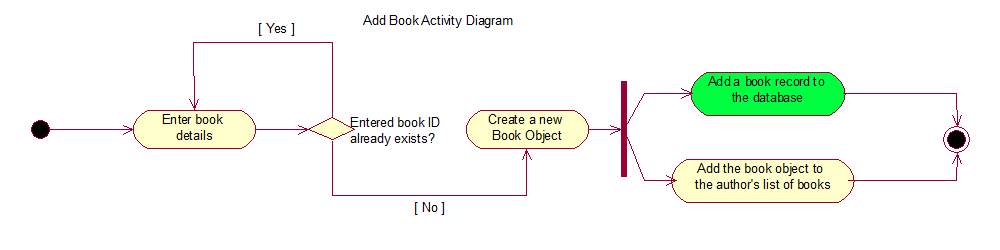 Add Book Activity Diagram
[ Yes ]
Enter book
details
Entered book ID
already exists?
[ No ]
Create a new
Book Object
Add a book record to
the database
Add the book object to
the author's list of books